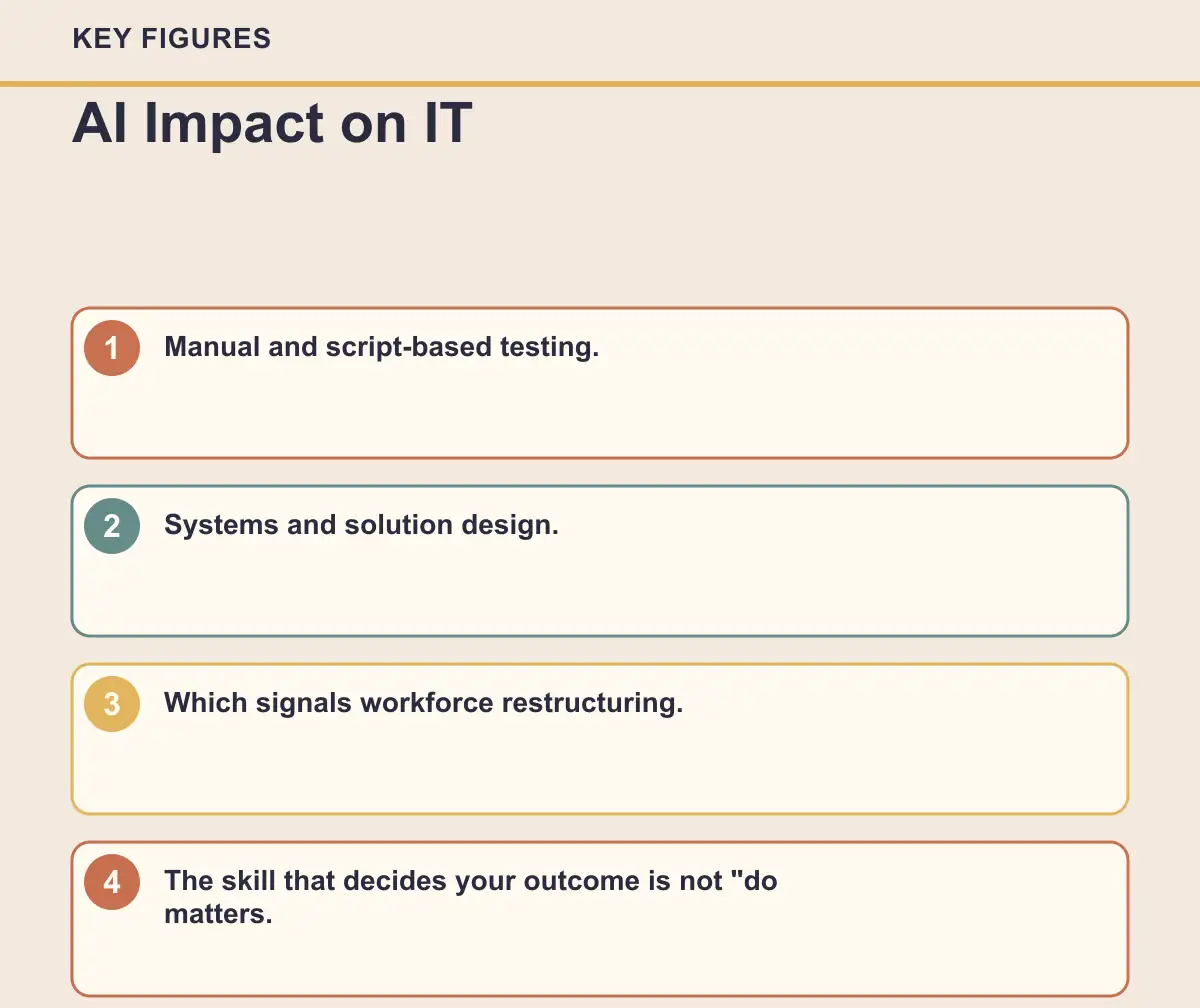 KEY FIGURES
AI Impact on IT
1 Manual and script-based testing.
2 Systems and solution design.
3 Which signals workforce restructuring.
4 The skill that decides your outcome is not "do
matters.